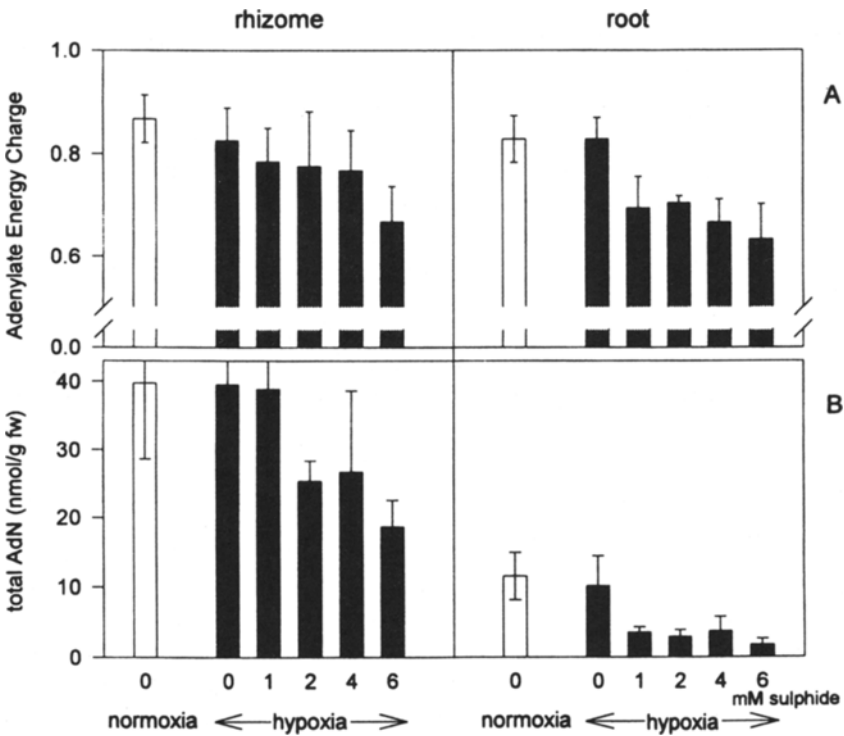 rhizome root
1.0
A
Adenylate Energy Charge
0.8
0.6
0.0
40
B
total AdN (nmol/g fw)
30
20
10
0
0 0 1 2 4 6 0 0 1 2 4 6
mM sulphide
normoxia hypoxia normoxia hypoxia